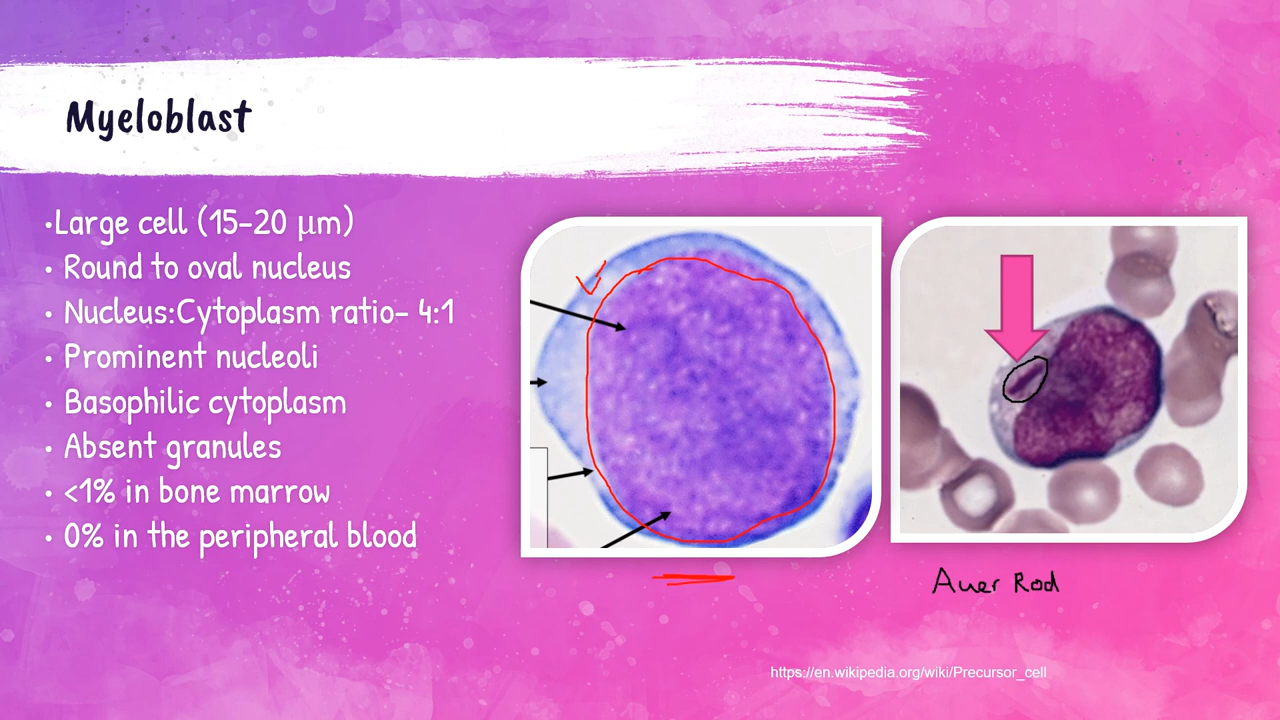 Myeloblast
•Large cell (15-20 μm)
• Round to oval nucleus
• Nucleus:Cytoplasm ratio- 4:1
• Prominent nucleoli
• Basophilic cytoplasm
• Absent granules
• <1% in bone marrow
• 0% in the peripheral blood
Auer Rod
https://en.wikipedia.org/wiki/Precursor_cell